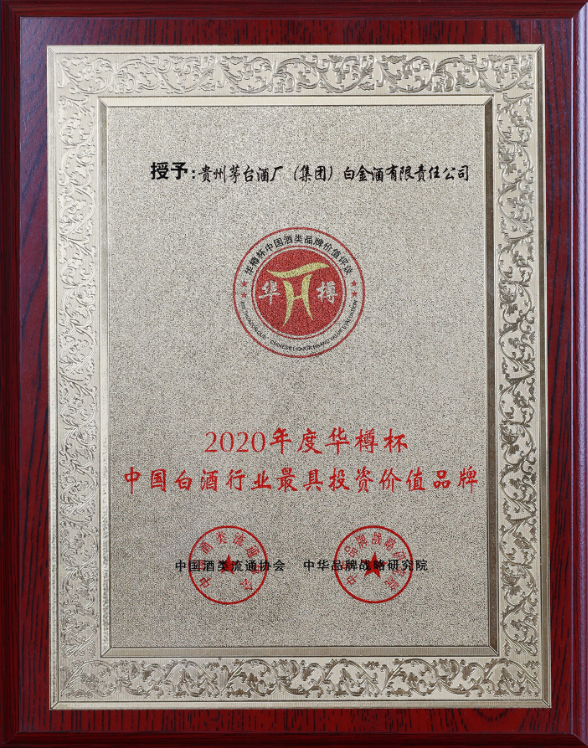 授予:贵州茅台酒厂（集团）白金酒有限责任公司
华樽杯中国酒类品牌价值评议
华 樽
2020年度华樽杯
中国白酒行业最具投资价值品牌
中国酒类流通协会 中华品牌战略研究院